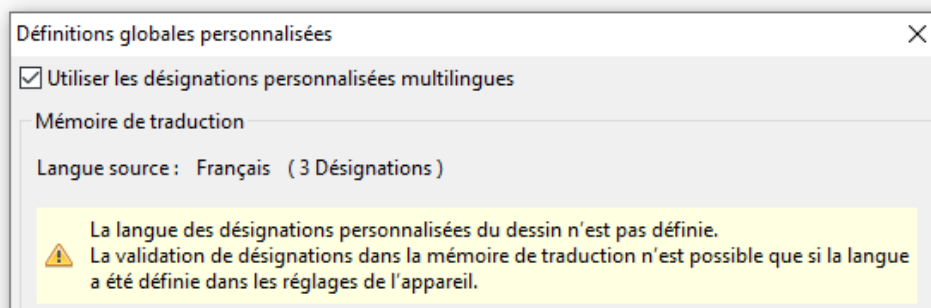 Définitions globales personnalisées
Utiliser les désignations personnalisées multilingues
Mémoire de traduction
Langue source : Français ( 3 Désignations )
La langue des désignations personnalisées du dessin n’est pas définie.
La validation de désignations dans la mémoire de traduction n’est possible que si la langue
a été définie dans les réglages de l’appareil.